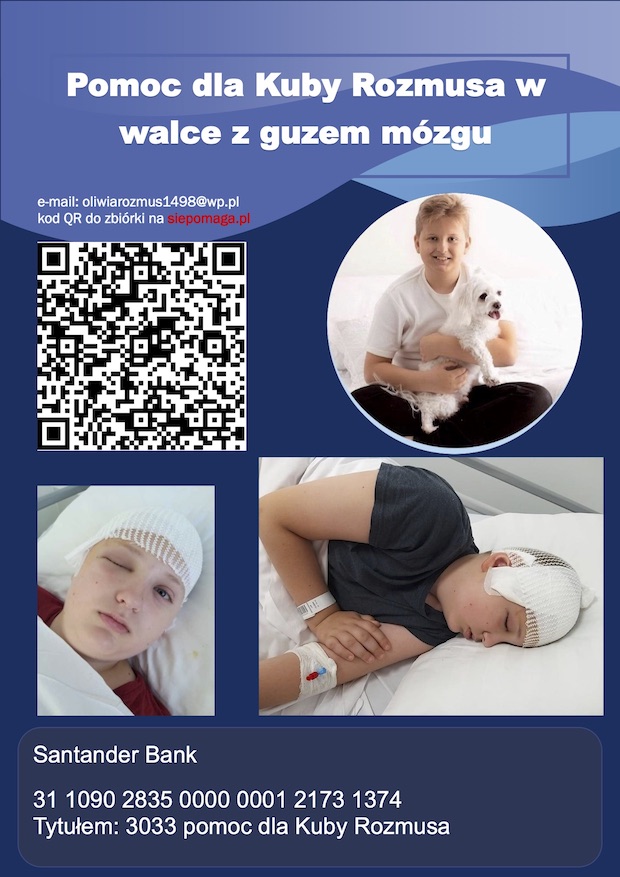 Pomoc dla Kuby Rozmusa w
walce z guzem mózgu
e-mail: oliwiarozmus1498@wp.pl
kod QR do zbiórki na siepomaga.pl
Santander Bank
31 1090 2835 0000 0001 2173 1374
Tytułem: 3033 pomoc dla Kuby Rozmusa